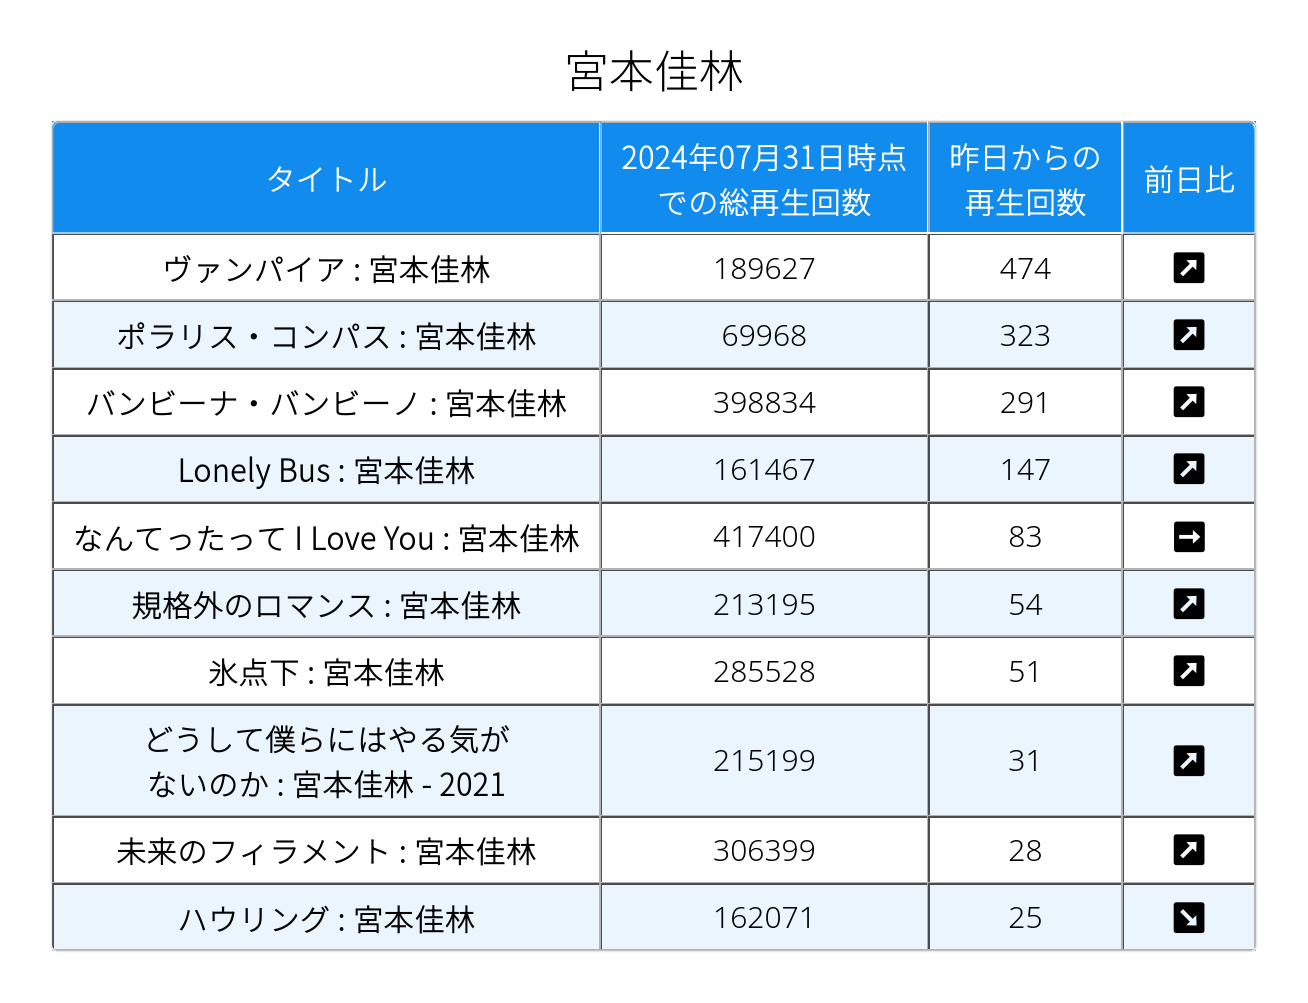 宮本佳林
タイトル
2024年07月31日時点
での総再生回数
昨日からの
再生回数
前日比
ヴァンパイア : 宮本佳林 189627 474
ポラリス・コンパス : 宮本佳林 69968 323
バンビーナ・バンビーノ : 宮本佳林 398834 291
Lonely Bus : 宮本佳林 161467 147
なんてったって I Love You : 宮本佳林 417400 83
規格外のロマンス : 宮本佳林 213195 54
氷点下 : 宮本佳林 285528 51
どうして僕らにはやる気が
ないのか : 宮本佳林 - 2021 215199 31
未来のフィラメント : 宮本佳林 306399 28
ハウリング : 宮本佳林 162071 25